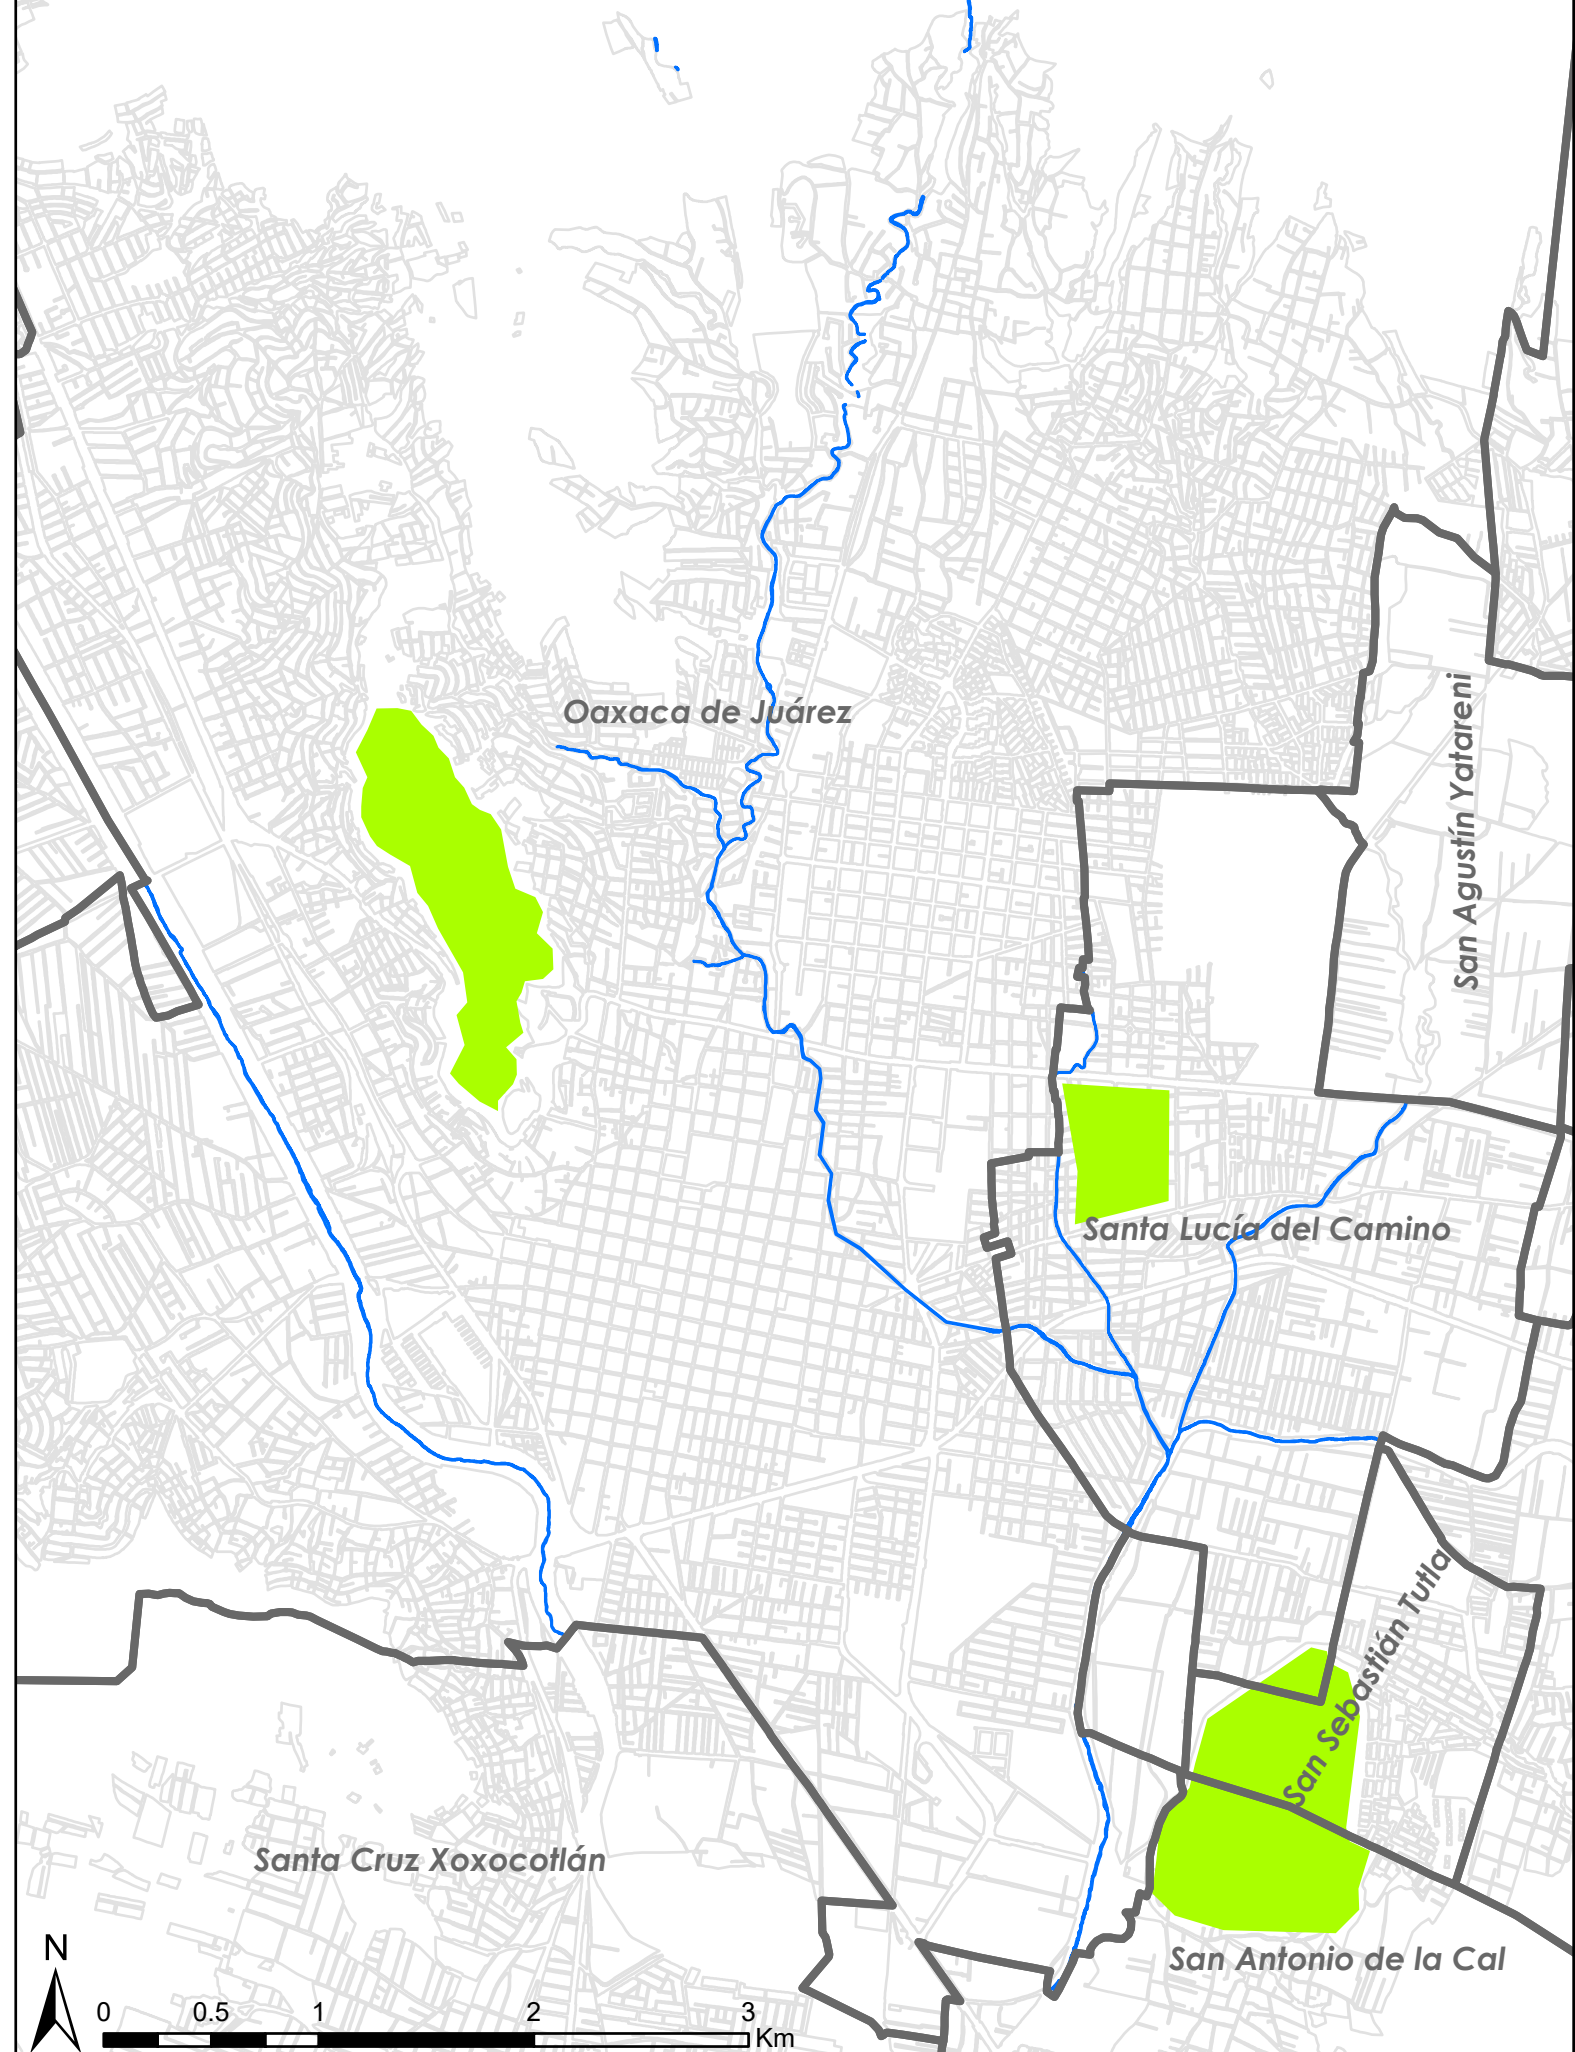 Oaxaca de Juárez
San Agustín Yatareni
Santa Lucía del Camino
San Sebastián Tutla
Santa Cruz Xoxocotlán
San Antonio de la Cal
N
0 0.5 1 2 3
Km